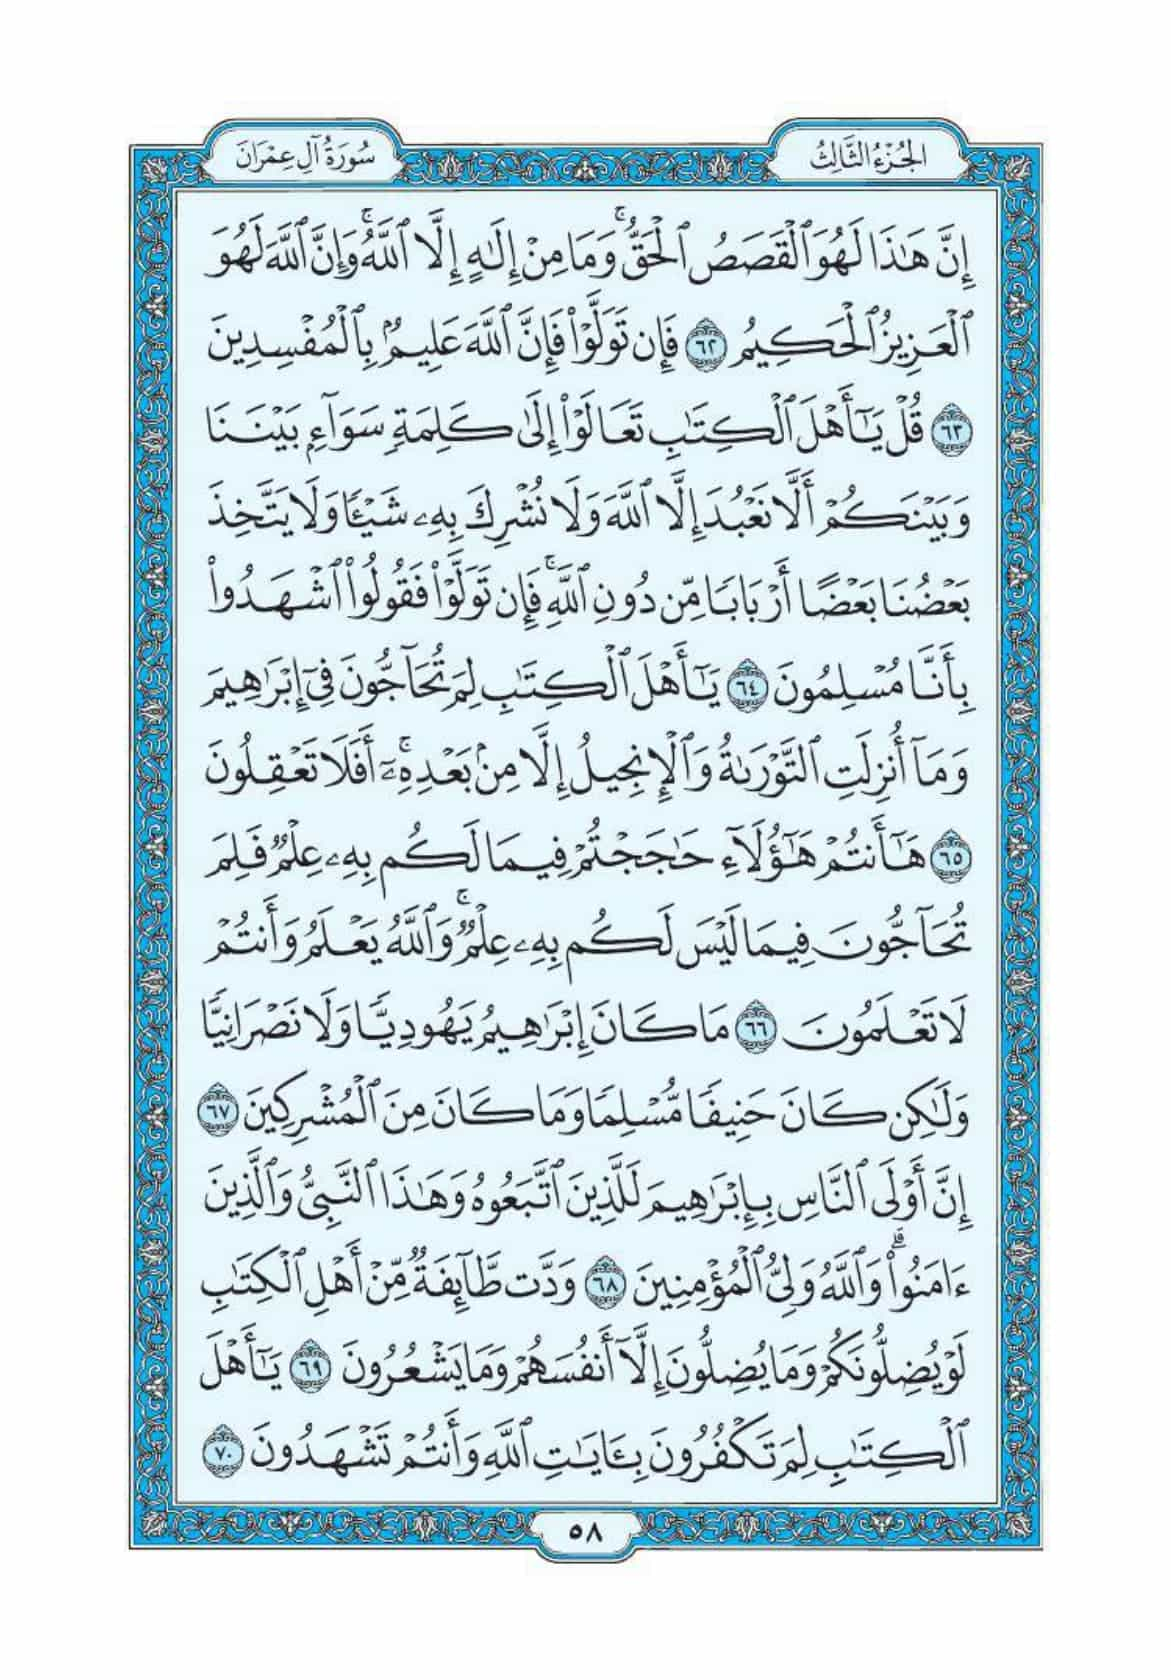 الجُزْءُ الثَّالِثُ
سُورَةُ آلِ عِمْرَان
إِنَّ هَٰذَا لَهُوَ ٱلْقَصَصُ ٱلْحَقُّ ۚ وَمَا مِنْ إِلَٰهٍ إِلَّا ٱللَّهُ ۚ وَإِنَّ ٱللَّهَ لَهُوَ
ٱلْعَزِيزُ ٱلْحَكِيمُ ٦٢ فَإِن تَوَلَّوْا۟ فَإِنَّ ٱللَّهَ عَلِيمٌۢ بِٱلْمُفْسِدِينَ
٦٣ قُلْ يَٰٓأَهْلَ ٱلْكِتَٰبِ تَعَالَوْا۟ إِلَىٰ كَلِمَةٍ سَوَآءٍۭ بَيْنَنَا
وَبَيْنَكُمْ أَلَّا نَعْبُدَ إِلَّا ٱللَّهَ وَلَا نُشْرِكَ بِهِۦ شَيْـًٔا وَلَا يَتَّخِذَ
بَعْضُنَا بَعْضًا أَرْبَابًا مِّن دُونِ ٱللَّهِ ۚ فَإِن تَوَلَّوْا۟ فَقُولُوا۟ ٱشْهَدُوا۟
بِأَنَّا مُسْلِمُونَ ٦٤ يَٰٓأَهْلَ ٱلْكِتَٰبِ لِمَ تُحَآجُّونَ فِىٓ إِبْرَٰهِيمَ
وَمَآ أُنزِلَتِ ٱلتَّوْرَىٰةُ وَٱلْإِنجِيلُ إِلَّا مِنۢ بَعْدِهِۦٓ ۚ أَفَلَا تَعْقِلُونَ
٦٥ هَٰٓأَنتُمْ هَٰٓؤُلَآءِ حَٰجَجْتُمْ فِيمَا لَكُم بِهِۦ عِلْمٌ فَلِمَ
تُحَآجُّونَ فِيمَا لَيْسَ لَكُم بِهِۦ عِلْمٌ ۚ وَٱللَّهُ يَعْلَمُ وَأَنتُمْ
لَا تَعْلَمُونَ ٦٦ مَا كَانَ إِبْرَٰهِيمُ يَهُودِيًّا وَلَا نَصْرَانِيًّا
وَلَٰكِن كَانَ حَنِيفًا مُّسْلِمًا وَمَا كَانَ مِنَ ٱلْمُشْرِكِينَ ٦٧
إِنَّ أَوْلَى ٱلنَّاسِ بِإِبْرَٰهِيمَ لَلَّذِينَ ٱتَّبَعُوهُ وَهَٰذَا ٱلنَّبِىُّ وَٱلَّذِينَ
ءَامَنُوا۟ ۗ وَٱللَّهُ وَلِىُّ ٱلْمُؤْمِنِينَ ٦٨ وَدَّت طَّآئِفَةٌ مِّنْ أَهْلِ ٱلْكِتَٰبِ
لَوْ يُضِلُّونَكُمْ وَمَا يُضِلُّونَ إِلَّآ أَنفُسَهُمْ وَمَا يَشْعُرُونَ ٦٩ يَٰٓأَهْلَ
ٱلْكِتَٰبِ لِمَ تَكْفُرُونَ بِـَٔايَٰتِ ٱللَّهِ وَأَنتُمْ تَشْهَدُونَ ٧٠
٥٨